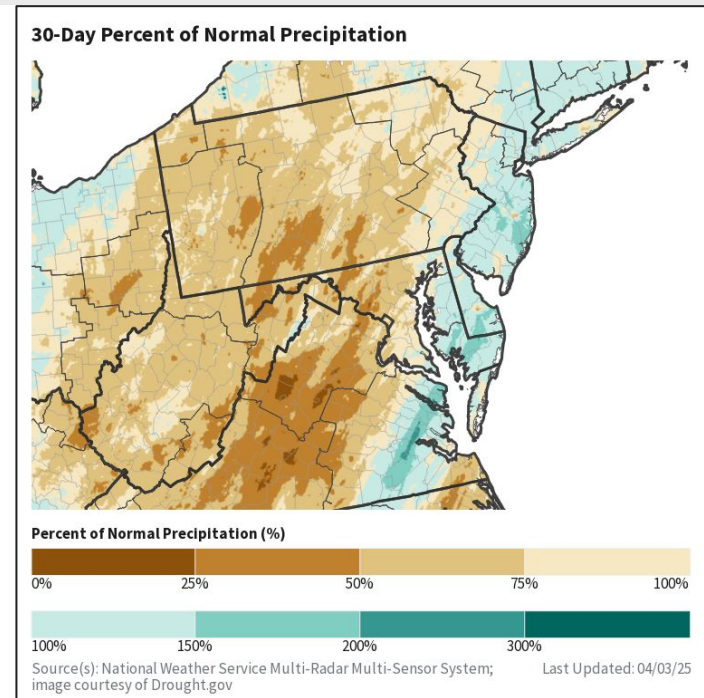 30-Day Percent of Normal Precipitation
Percent of Normal Precipitation (%)
0% 25% 50% 75% 100%
100% 150% 200% 300%
Source(s): National Weather Service Multi-Radar Multi-Sensor System; Last Updated: 04/03/25
image courtesy of Drought.gov